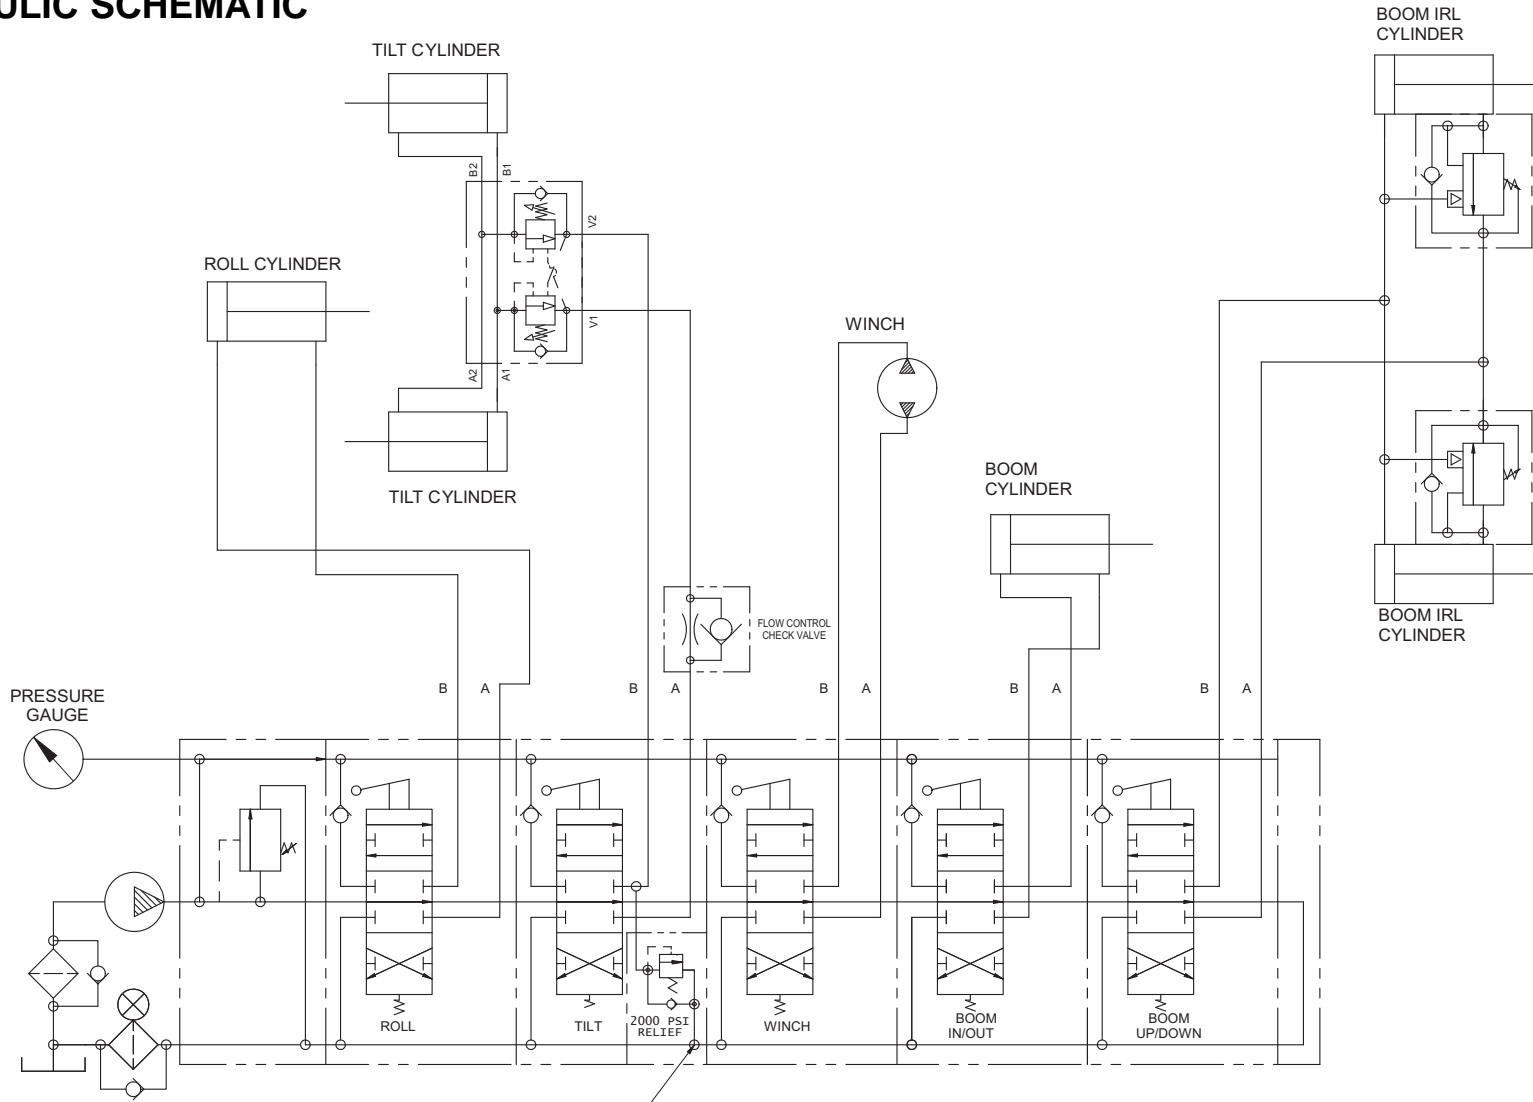 ULIC SCHEMATIC
BOOM IRL
CYLINDER
TILT CYLINDER
B2
B1
V2
ROLL CYLINDER
V1
WINCH
A2
A1
BOOM
CYLINDER
TILT CYLINDER
BOOM IRL
CYLINDER
FLOW CONTROL
CHECK VALVE
PRESSURE
GAUGE
B
A
B
A
B
A
B
A
B
A
ROLL
TILT
2000 PSI
RELIEF
WINCH
BOOM
IN/OUT
BOOM
UP/DOWN